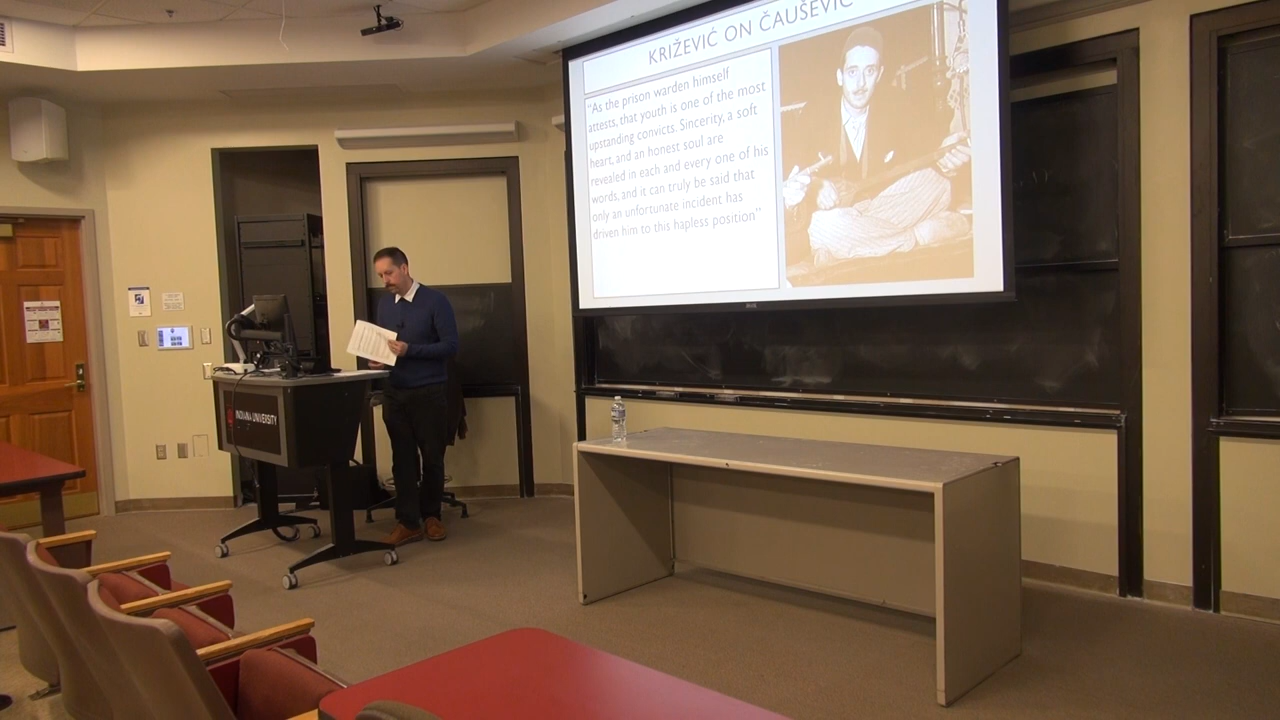 KRIŽEVIĆ ON ČAUŠEVIĆ
"As the prison warden himself
attests, that youth is one of the most
upstanding convicts. Sincerity, a soft
heart, and an honest soul are
revealed in each and every one of his
words, and it can truly be said that
only an unfortunate incident has
driven him to this hapless position"
INDIANA UNIVERSITY